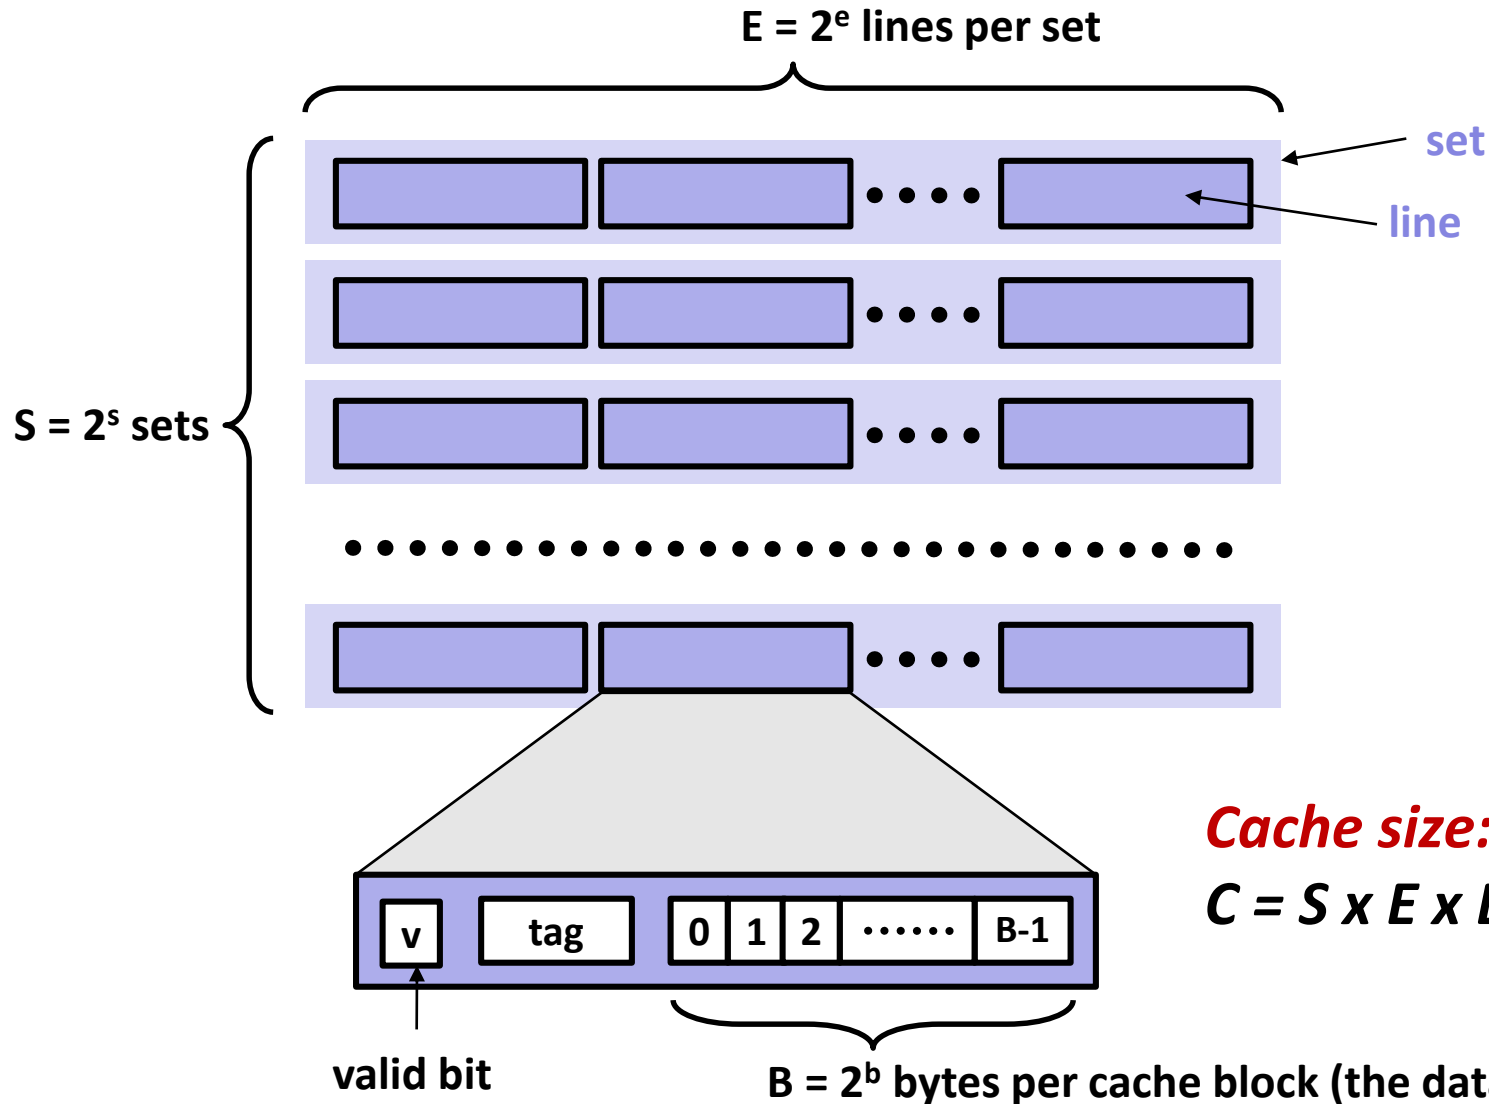 E = 2ᵉ lines per set
set
line
S = 2ˢ sets
Cache size:
C = S x E x
v
tag
0 1 2 ······ B-1
valid bit
B = 2ᵇ bytes per cache block (the